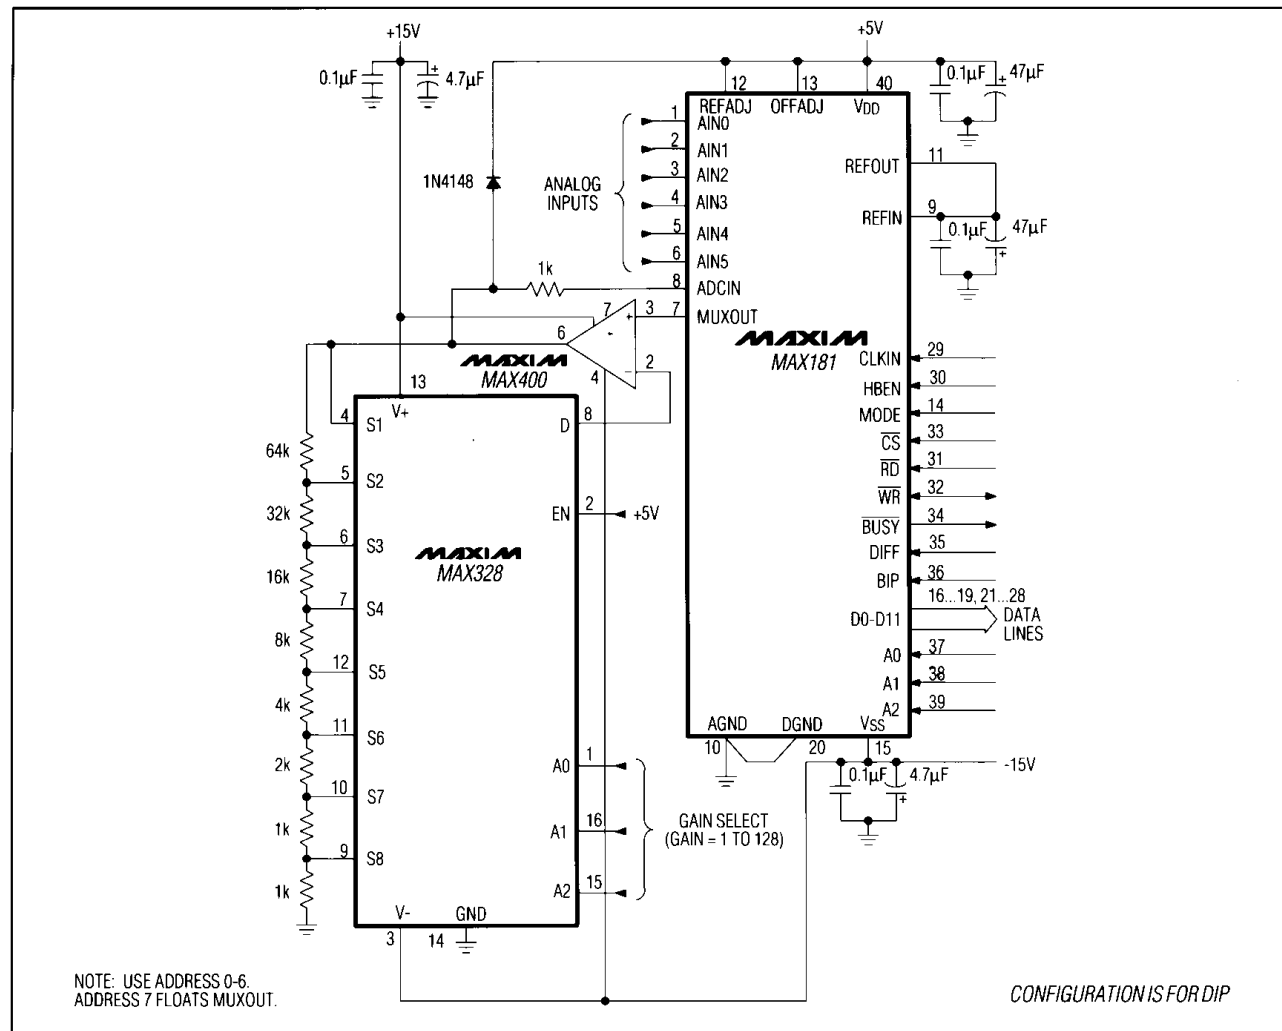 +15V
0.1µF
4.7µF
+5V
0.1µF
47µF
12
13
40
REFADJ
OFFADJ
VDD
1
AIN0
2
AIN1
3
AIN2
4
AIN3
5
AIN4
6
AIN5
8
ADCIN
7
MUXOUT
ANALOG
INPUTS
1N4148
1k
REFOUT
11
REFIN
9
0.1µF
47µF
+
3
7
-
6
4
−
2
MAXIM
MAX400
MAXIM
MAX181
CLKIN
29
HBEN
30
MODE
14
CS
33
RD
31
WR
32
BUSY
34
DIFF
35
BIP
36
D0-D11
16...19, 21...28
DATA
LINES
A0
37
A1
38
A2
39
AGND
DGND
VSS
10
20
15
-15V
0.1µF
4.7µF
13
V+
4
S1
D
8
64k
5
S2
32k
EN
2
+5V
6
S3
MAXIM
MAX328
16k
7
S4
8k
12
S5
4k
11
S6
2k
10
S7
1k
9
S8
1k
A0
1
A1
16
A2
15
GAIN SELECT
(GAIN = 1 TO 128)
V-
GND
3
14
NOTE: USE ADDRESS 0-6.
ADDRESS 7 FLOATS MUXOUT.
CONFIGURATION IS FOR DIP